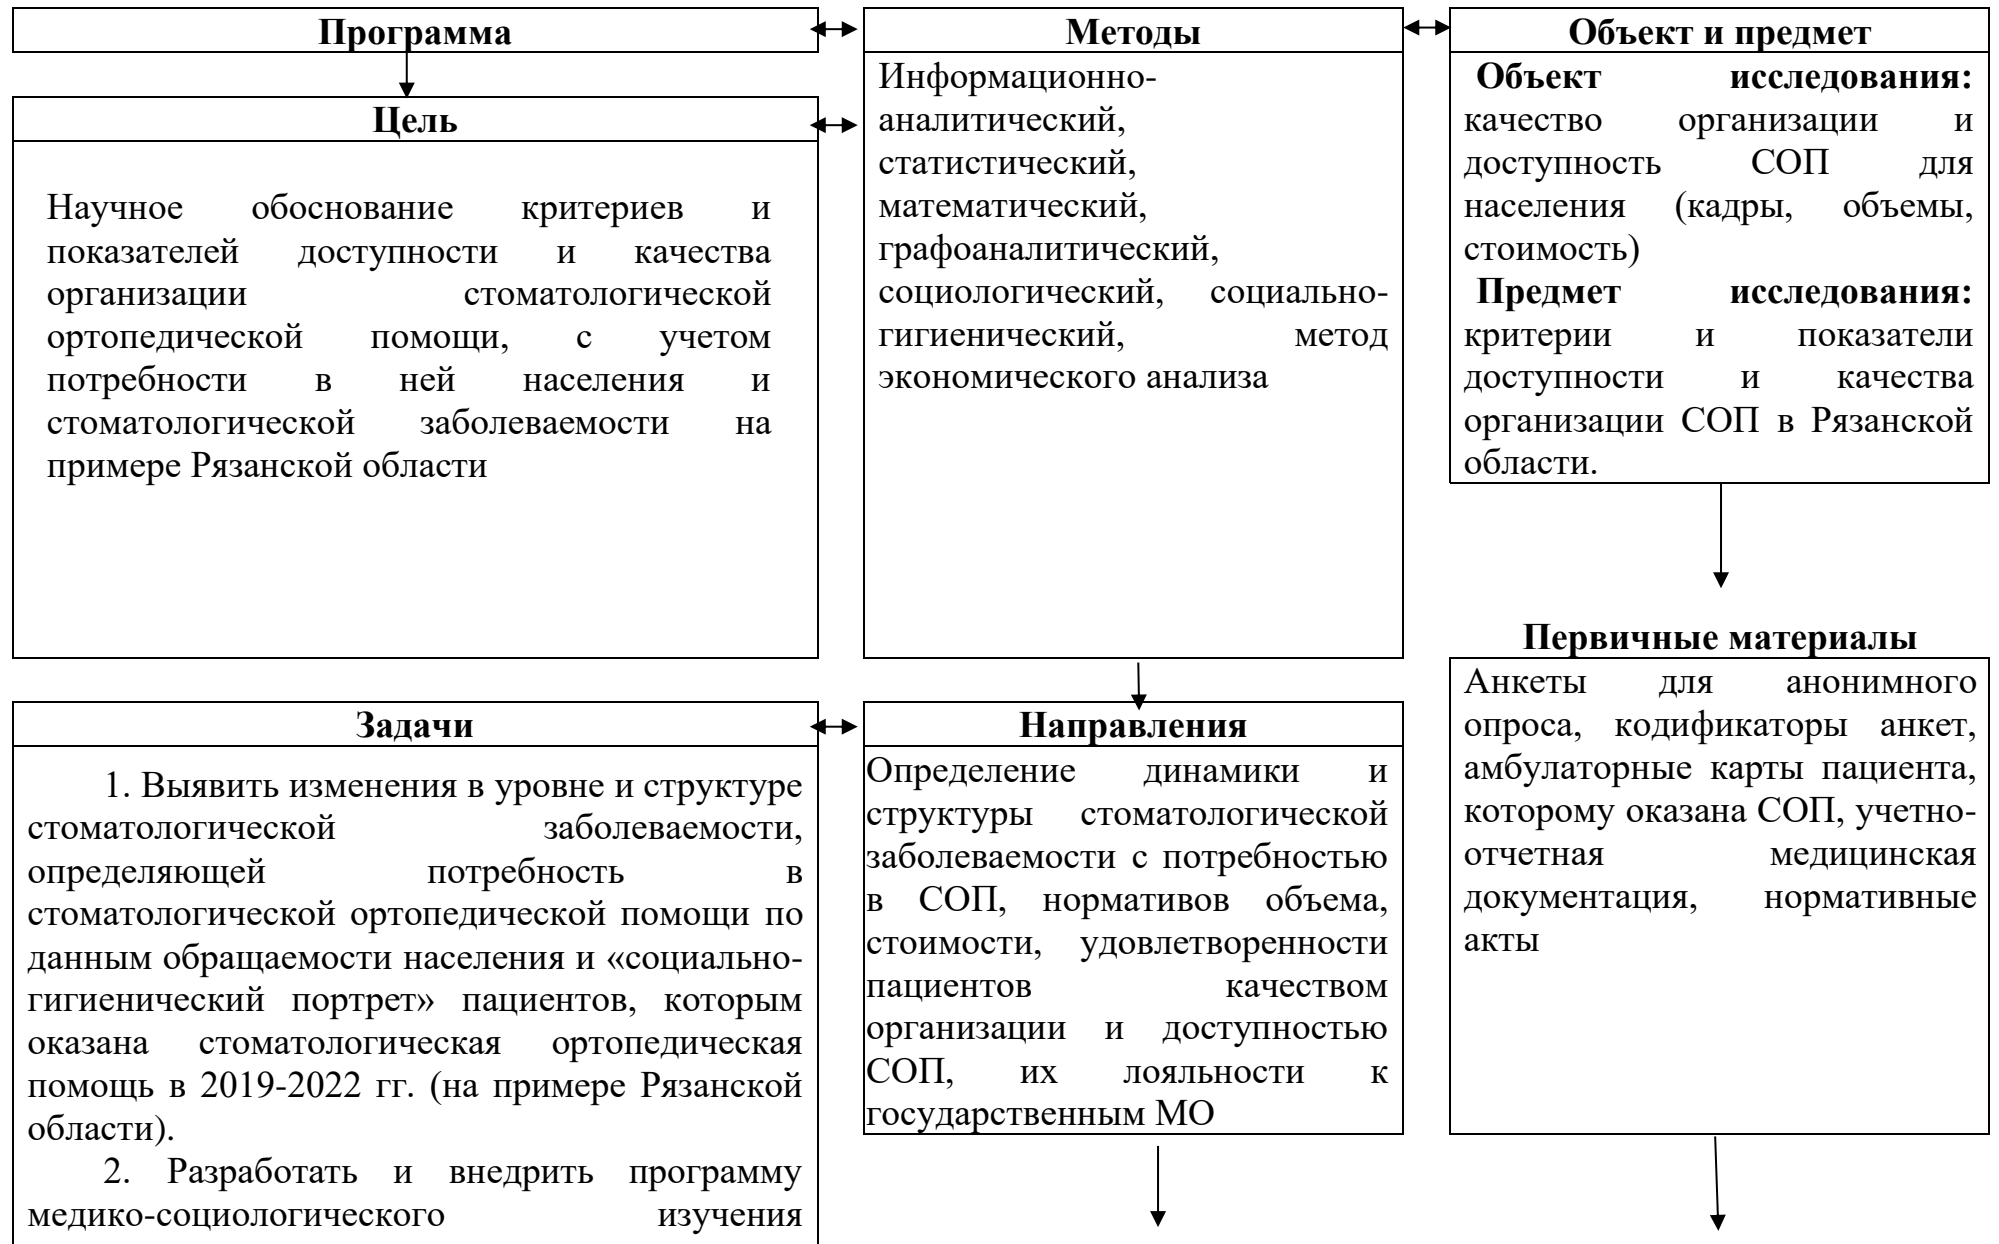 Программа
Цель
Научное обоснование критериев и
показателей доступности и качества
организации стоматологической
ортопедической помощи, с учетом
потребности в ней населения и
стоматологической заболеваемости на
примере Рязанской области
Задачи
1. Выявить изменения в уровне и структуре
стоматологической заболеваемости,
определяющей потребность в
стоматологической ортопедической помощи по
данным обращаемости населения и «социально-
гигиенический портрет» пациентов, которым
оказана стоматологическая ортопедическая
помощь в 2019-2022 гг. (на примере Рязанской
области).
2. Разработать и внедрить программу
медико-социологического изучения
Методы
Информационно-
аналитический,
статистический,
математический,
графоаналитический,
социологический, социально-
гигиенический, метод
экономического анализа
Направления
Определение динамики и
структуры стоматологической
заболеваемости с потребностью
в СОП, нормативов объема,
стоимости, удовлетворенности
пациентов качеством
организации и доступностью
СОП, их лояльности к
государственным МО
Объект и предмет
Объект исследования:
качество организации и
доступность СОП для
населения (кадры, объемы,
стоимость)
Предмет исследования:
критерии и показатели
доступности и качества
организации СОП в Рязанской
области.
Первичные материалы
Анкеты для анонимного
опроса, кодификаторы анкет,
амбулаторные карты пациента,
которому оказана СОП, учетно-
отчетная медицинская
документация, нормативные
акты